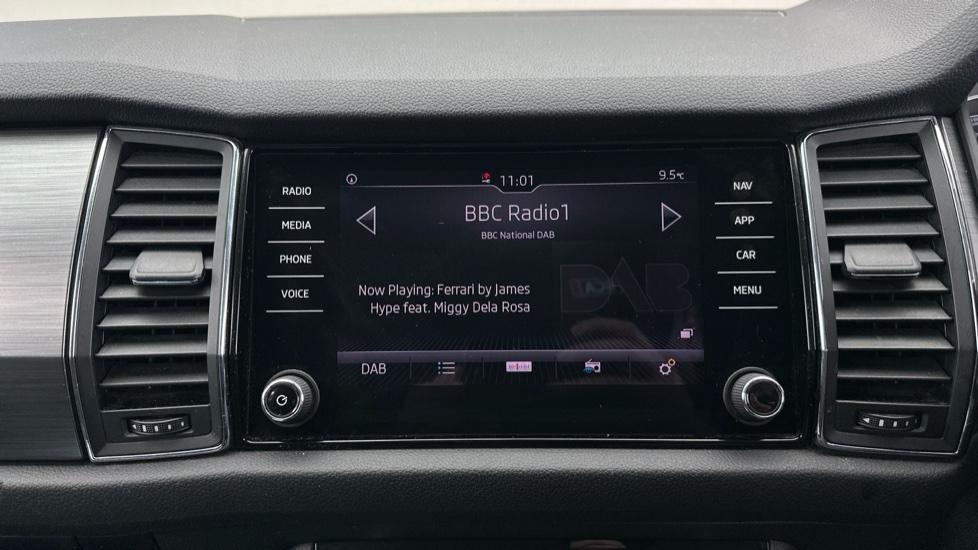 11:01
9.5°C
RADIO
MEDIA
PHONE
VOICE
BBC Radio1
BBC National DAB
Now Playing: Ferrari by James
Hype feat. Miggy Dela Rosa
DAB
DAB
NAV
APP
CAR
MENU